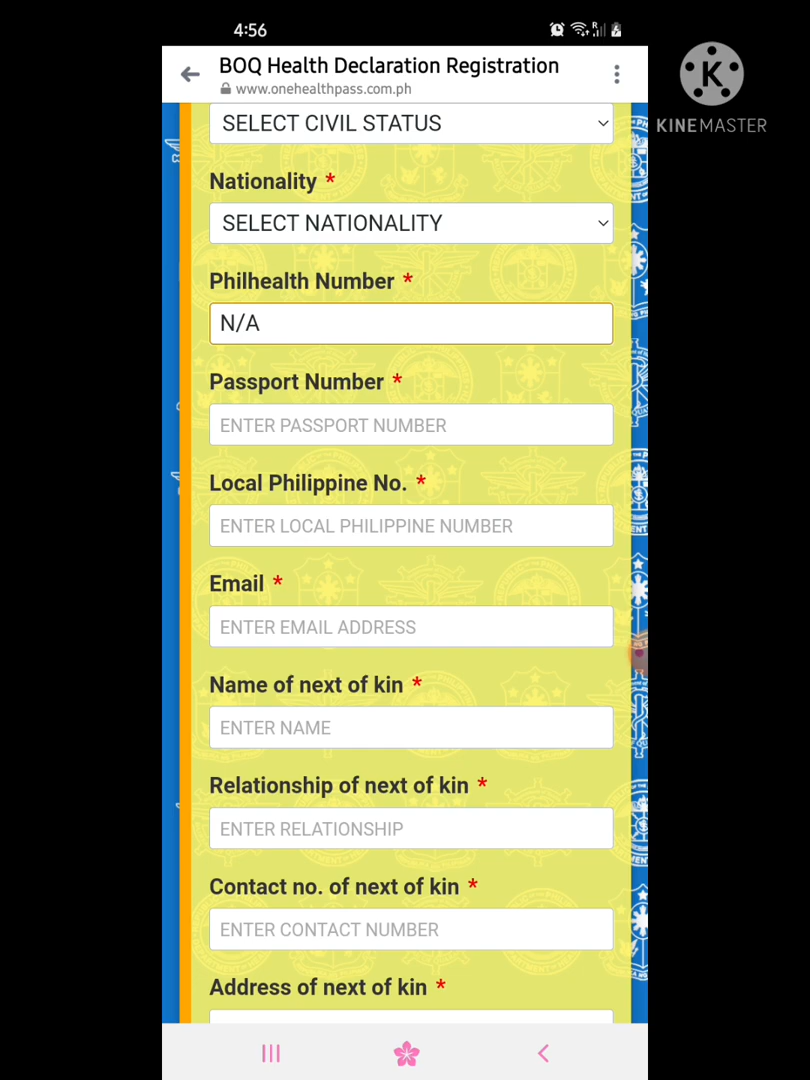 4:56
BOQ Health Declaration Registration
www.onehealthpass.com.ph
K
KINEMASTER
SELECT CIVIL STATUS
Nationality *
SELECT NATIONALITY
Philhealth Number *
N/A
Passport Number *
ENTER PASSPORT NUMBER
Local Philippine No. *
ENTER LOCAL PHILIPPINE NUMBER
Email *
ENTER EMAIL ADDRESS
Name of next of kin *
ENTER NAME
Relationship of next of kin *
ENTER RELATIONSHIP
Contact no. of next of kin *
ENTER CONTACT NUMBER
Address of next of kin *